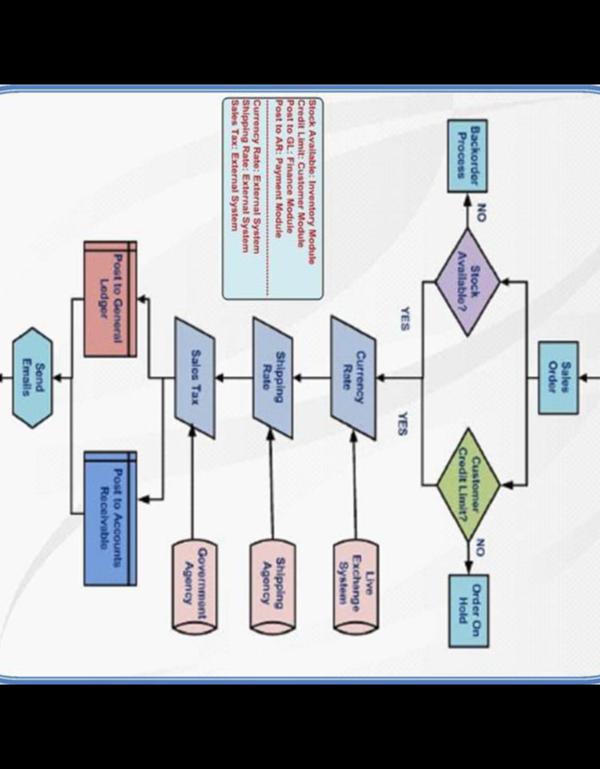 Sales
Order
Stock
Available?
Customer
Credit Limit?
NO
Backorder
Process
NO
Order On
Hold
YES
YES
Currency
Rate
Live
Exchange
System
Shipping
Rate
Shipping
Agency
Sales Tax
Government
Agency
Post to General
Ledger
Post to Accounts
Receivable
Send
Emails
Stock Available: Inventory Module
Credit Limit: Customer Module
Post to GL: Finance Module
Post to AR: Payment Module
Currency Rate: External System
Shipping Rate: External System
Sales Tax: External System